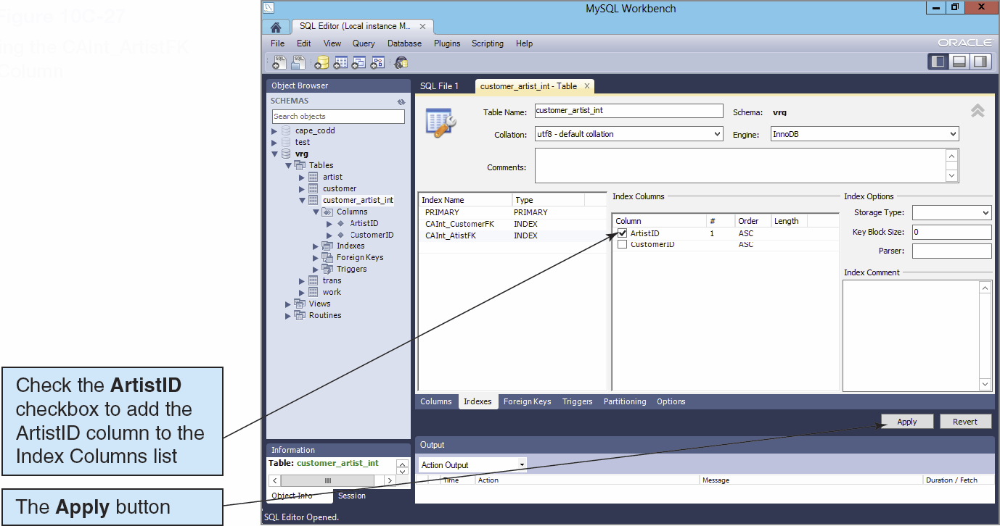 Figure 10C-27
ing the CAInt_ArtistFK
Column
MySQL Workbench
SQL Editor (Local instance M... ×
File Edit View Query Database Plugins Scripting Help
ORACLE
SQL SQL
Object Browser
SCHEMAS
Search objects
cape_codd
test
vrg
Tables
artist
customer
customer_artist_int
Columns
ArtistID
CustomerID
Indexes
Foreign Keys
Triggers
trans
work
Views
Routines
SQL File 1
customer_artist_int - Table ×
Table Name: customer_artist_int
Schema: vrg
Collation: utf8 - default collation
Engine: InnoDB
Comments:
Index Name Type
PRIMARY PRIMARY
CAInt_CustomerFK INDEX
CAInt_AtistFK INDEX
Index Columns
Column # Order Length
ArtistID 1 ASC
CustomerID ASC
Index Options
Storage Type:
Key Block Size: 0
Parser:
Index Comment
Columns Indexes Foreign Keys Triggers Partitioning Options
Apply Revert
Output
Action Output
Time Action Message Duration / Fetch
Information
Table: customer_artist_int
Object Info Session
SQL Editor Opened.
Check the ArtistID
checkbox to add the
ArtistID column to the
Index Columns list
The Apply button